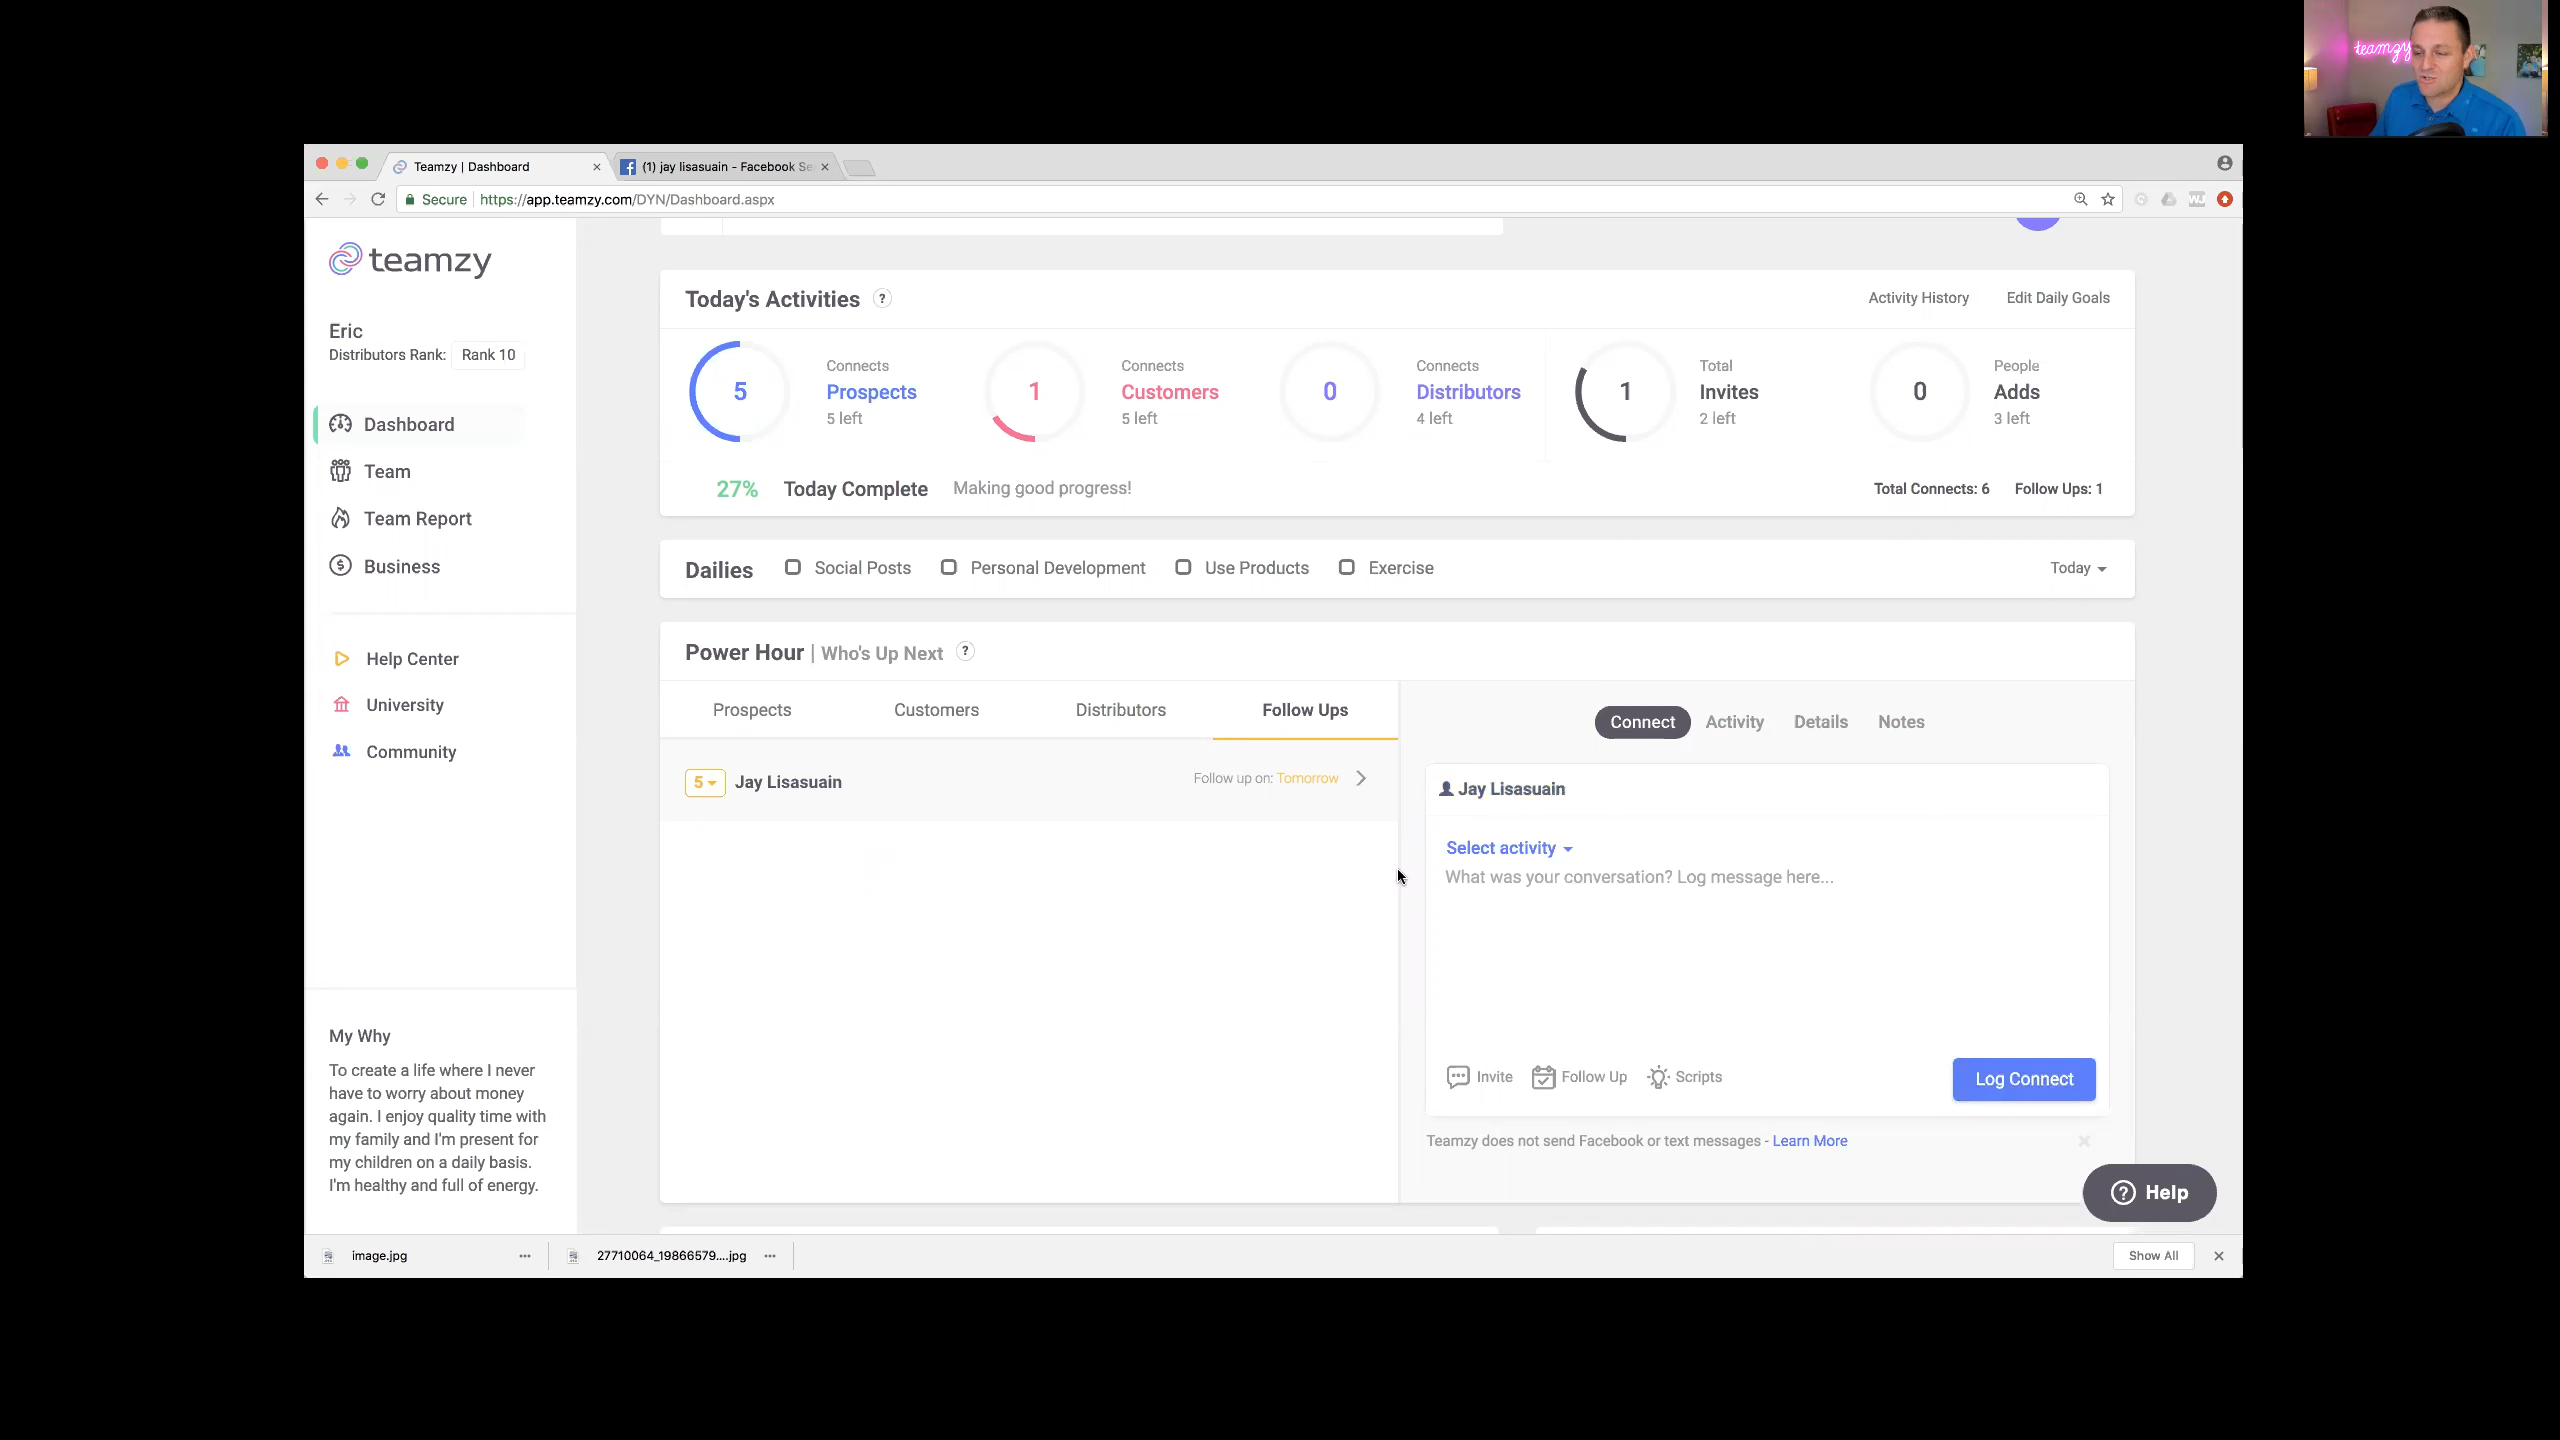 teamzy
Teamzy | Dashboard
(1) jay lisasuain - Facebook Se
Secure https://app.teamzy.com/DYN/Dashboard.aspx
teamzy
Eric
Distributors Rank: Rank 10
Dashboard
Team
Team Report
Business
Help Center
University
Community
My Why
To create a life where I never
have to worry about money
again. I enjoy quality time with
my family and I'm present for
my children on a daily basis.
I'm healthy and full of energy.
Today's Activities ?
Activity History Edit Daily Goals
5 Connects Prospects 5 left
1 Connects Customers 5 left
0 Connects Distributors 4 left
1 Total Invites 2 left
0 People Adds 3 left
27% Today Complete Making good progress!
Total Connects: 6 Follow Ups: 1
Dailies Social Posts Personal Development Use Products Exercise Today
Power Hour | Who's Up Next ?
Prospects Customers Distributors Follow Ups
5 Jay Lisasuain Follow up on: Tomorrow
Connect Activity Details Notes
Jay Lisasuain
Select activity
What was your conversation? Log message here...
Invite Follow Up Scripts Log Connect
Teamzy does not send Facebook or text messages - Learn More
? Help
image.jpg 27710064_19866579....jpg Show All